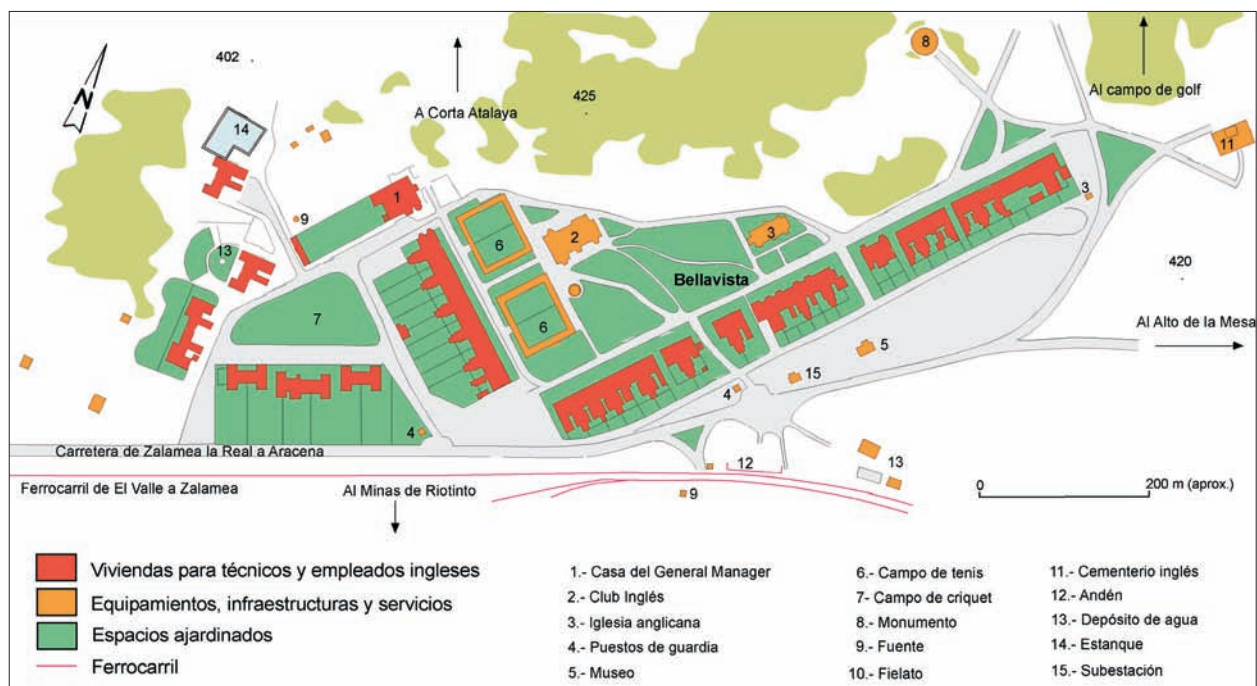 N
402
A Corta Atalaya
425
8
Al campo de golf
14
11
1
9
3
2
3
6
13
Bellavista
420
7
6
Al Alto de la Mesa
5
15
4
4
Carretera de Zalamea la Real a Aracena
12
13
Ferrocarril de El Valle a Zalamea
Al Minas de Riotinto
9
0
200 m (aprox.)
Viviendas para técnicos y empleados ingleses
Equipamientos, infraestructuras y servicios
Espacios ajardinados
Ferrocarril
1.- Casa del General Manager
2.- Club Inglés
3.- Iglesia anglicana
4.- Puestos de guardia
5.- Museo
6.- Campo de tenis
7.- Campo de criquet
8.- Monumento
9.- Fuente
10.- Fielato
11.- Cementerio inglés
12.- Andén
13.- Depósito de agua
14.- Estanque
15.- Subestación